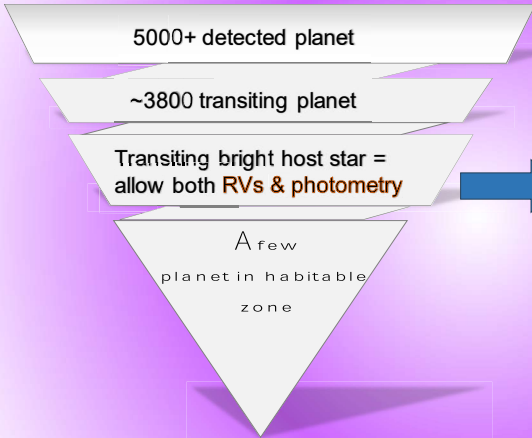 5000+ detected planet
~3800 transiting planet
Transiting bright host star =
allow both RVs & photometry
A few
planet in habitable
zone